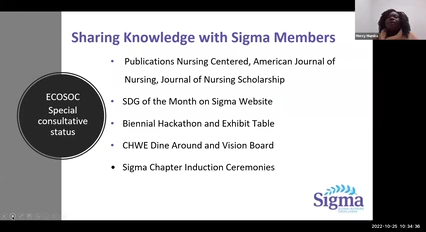 Sharing Knowledge with Sigma Members
Publications Nursing Centered, American Journal of
Nursing, Journal of Nursing Scholarship
ECOSOC
Special
consultative
status
SDG of the Month on Sigma Website
Biennial Hackathon and Exhibit Table
CHWE Dine Around and Vision Board
Sigma Chapter Induction Ceremonies
Sigma
2022-10-25 10:34:36